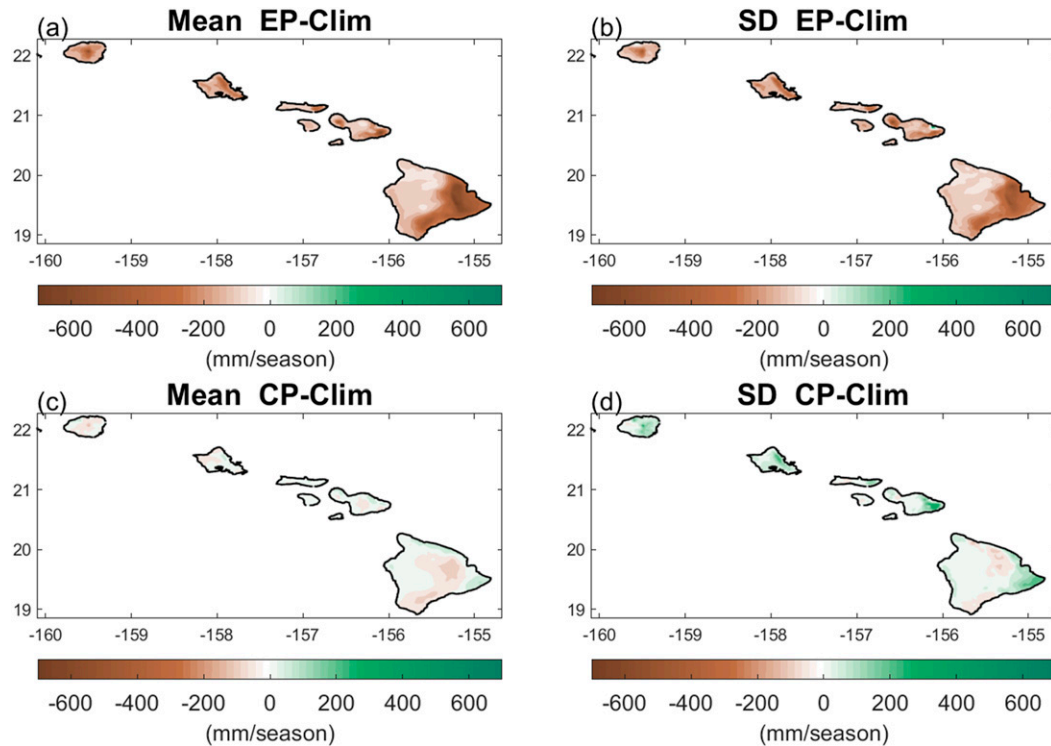 (a) Mean EP-Clim
22
21
20
19
-160 -159 -158 -157 -156 -155
-600 -400 -200 0 200 400 600
(mm/season)
(b) SD EP-Clim
22
21
20
19
-160 -159 -158 -157 -156 -155
-600 -400 -200 0 200 400 600
(mm/season)
(c) Mean CP-Clim
22
21
20
19
-160 -159 -158 -157 -156 -155
-600 -400 -200 0 200 400 600
(mm/season)
(d) SD CP-Clim
22
21
20
19
-160 -159 -158 -157 -156 -155
-600 -400 -200 0 200 400 600
(mm/season)